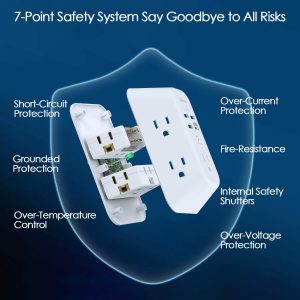 7-Point Safety System Say Goodbye to All Risks
Short-Circuit
Protection
Grounded
Protection
Over-Temperature
Control
Over-Current
Protection
Fire-Resistance
Internal Safety
Shutters
Over-Voltage
Protection